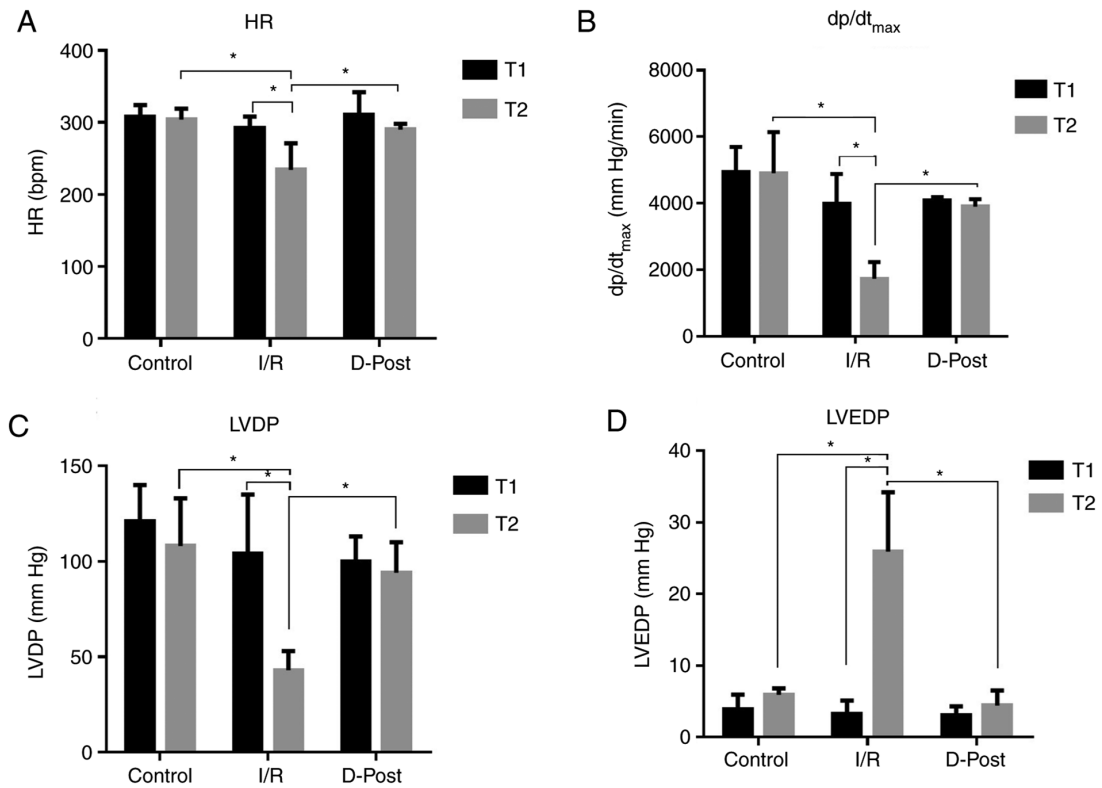 A
HR
HR (bpm)
400
300
200
100
0
*
*
*
Control
I/R
D-Post
T1
T2
B
dp/dtmax
dp/dtmax (mm Hg/min)
8000
6000
4000
2000
0
*
*
*
Control
I/R
D-Post
T1
T2
C
LVDP
LVDP (mm Hg)
150
100
50
0
*
*
*
Control
I/R
D-Post
T1
T2
D
LVEDP
LVEDP (mm Hg)
40
30
20
10
0
*
*
*
Control
I/R
D-Post
T1
T2